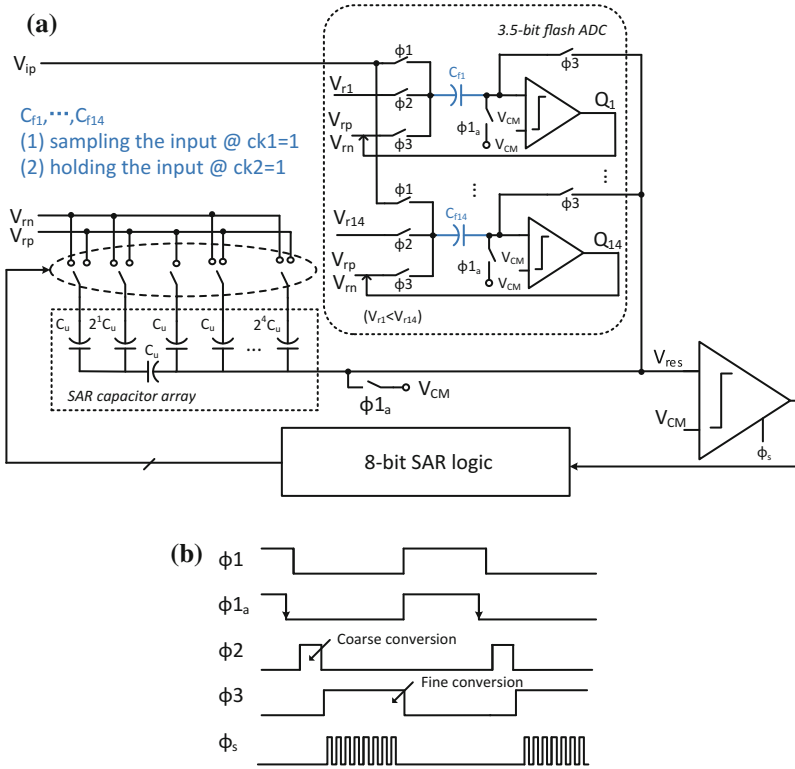 (a)
3.5-bit flash ADC
V_ip
ϕ1
V_r1
ϕ2
V_rp
V_rn
ϕ3
C_f1
ϕ3
V_CM
ϕ1_a
V_CM
Q_1
C_f1,⋯,C_f14
(1) sampling the input @ ck1=1
(2) holding the input @ ck2=1
ϕ1
V_r14
ϕ2
V_rp
V_rn
ϕ3
C_f14
⋮
ϕ3
⋮
V_CM
ϕ1_a
V_CM
Q_14
(V_r1<V_r14)
V_rn
V_rp
C_u
2^1C_u
C_u
C_u
2^4C_u
C_u
...
SAR capacitor array
ϕ1_a
V_CM
V_res
V_CM
ϕ_s
8-bit SAR logic
(b)
ϕ1
ϕ1_a
ϕ2
Coarse conversion
ϕ3
Fine conversion
ϕ_s